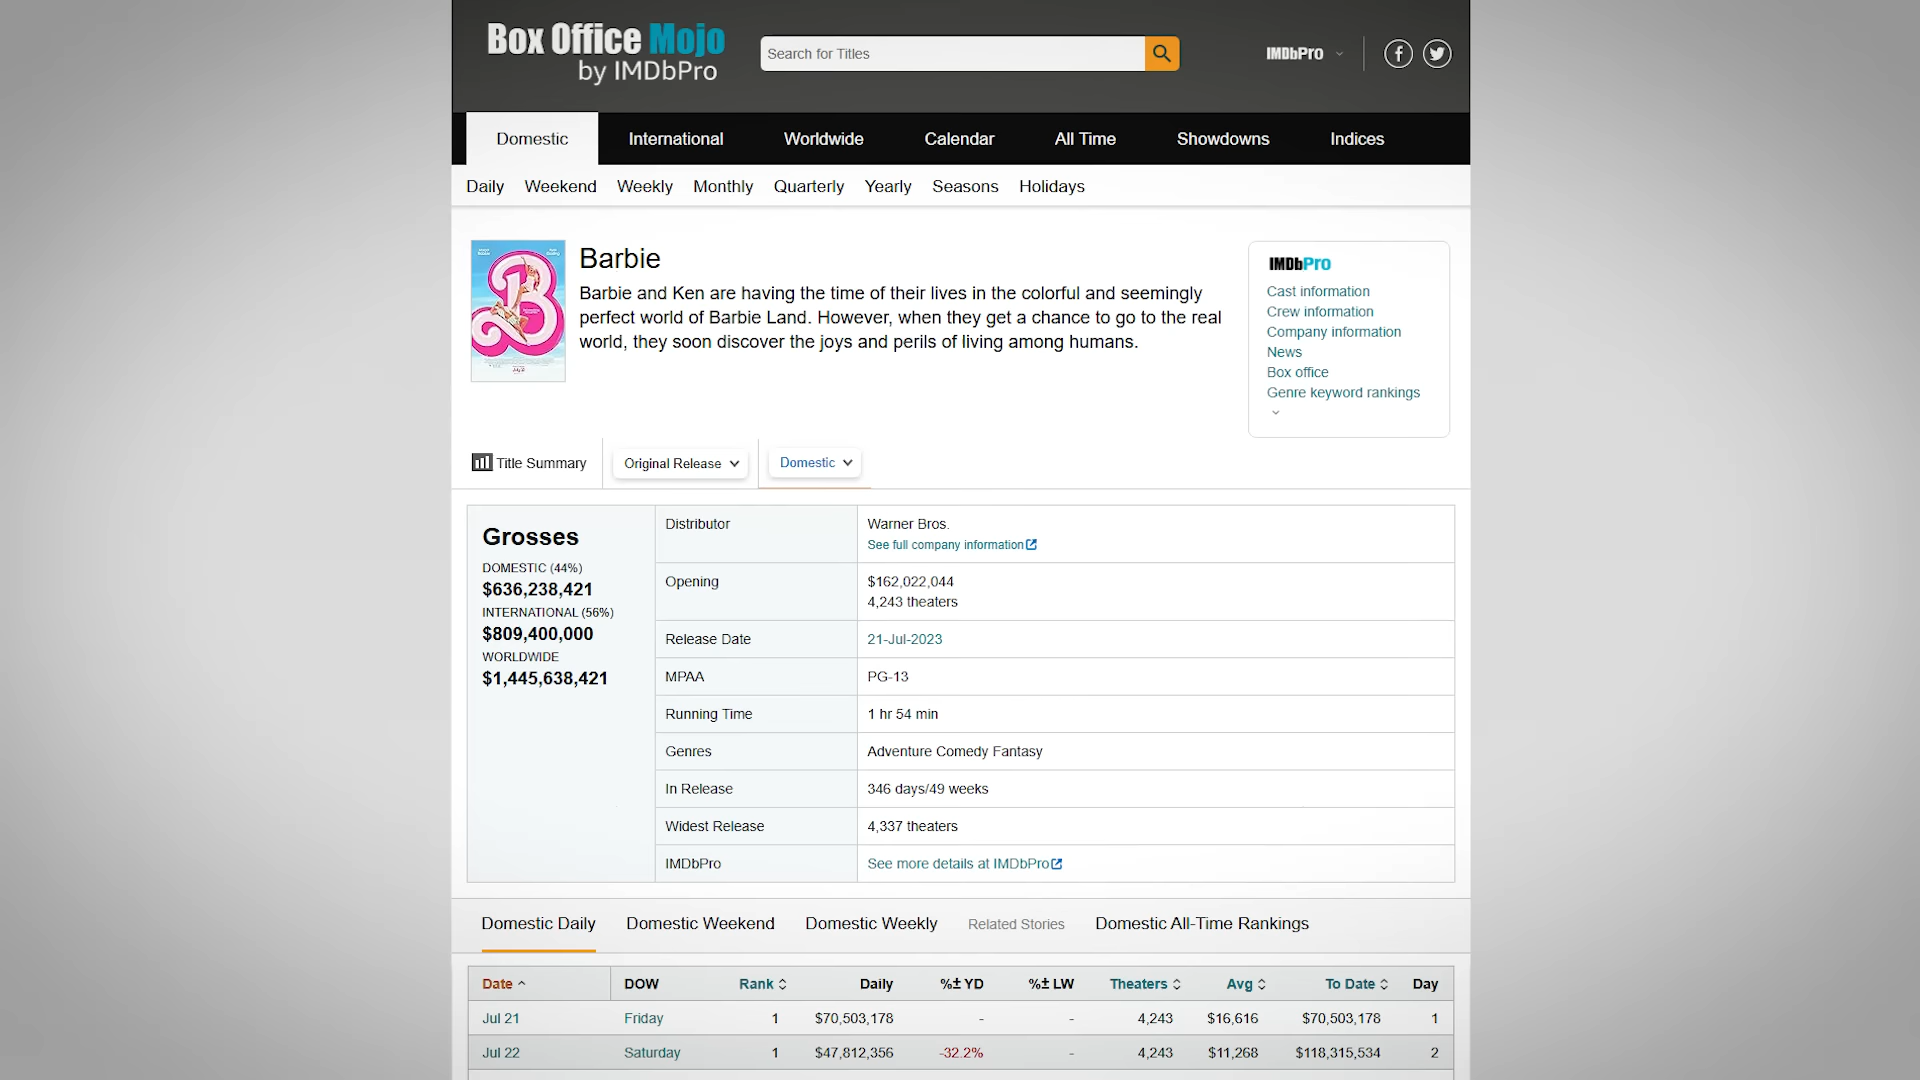 Box Office Mojo
by IMDbPro
Search for Titles
IMDbPro
Domestic International Worldwide Calendar All Time Showdowns Indices
Daily Weekend Weekly Monthly Quarterly Yearly Seasons Holidays
Barbie
Barbie and Ken are having the time of their lives in the colorful and seemingly
perfect world of Barbie Land. However, when they get a chance to go to the real
world, they soon discover the joys and perils of living among humans.
IMDbPro
Cast information
Crew information
Company information
News
Box office
Genre keyword rankings
Title Summary Original Release Domestic
Grosses
DOMESTIC (44%)
$636,238,421
INTERNATIONAL (56%)
$809,400,000
WORLDWIDE
$1,445,638,421
Distributor Warner Bros.
See full company information
Opening $162,022,044
4,243 theaters
Release Date 21-Jul-2023
MPAA PG-13
Running Time 1 hr 54 min
Genres Adventure Comedy Fantasy
In Release 346 days/49 weeks
Widest Release 4,337 theaters
IMDbPro See more details at IMDbPro
Domestic Daily Domestic Weekend Domestic Weekly Related Stories Domestic All-Time Rankings
Date DOW Rank Daily %± YD %± LW Theaters Avg To Date Day
Jul 21 Friday 1 $70,503,178 - - 4,243 $16,616 $70,503,178 1
Jul 22 Saturday 1 $47,812,356 -32.2% - 4,243 $11,268 $118,315,534 2